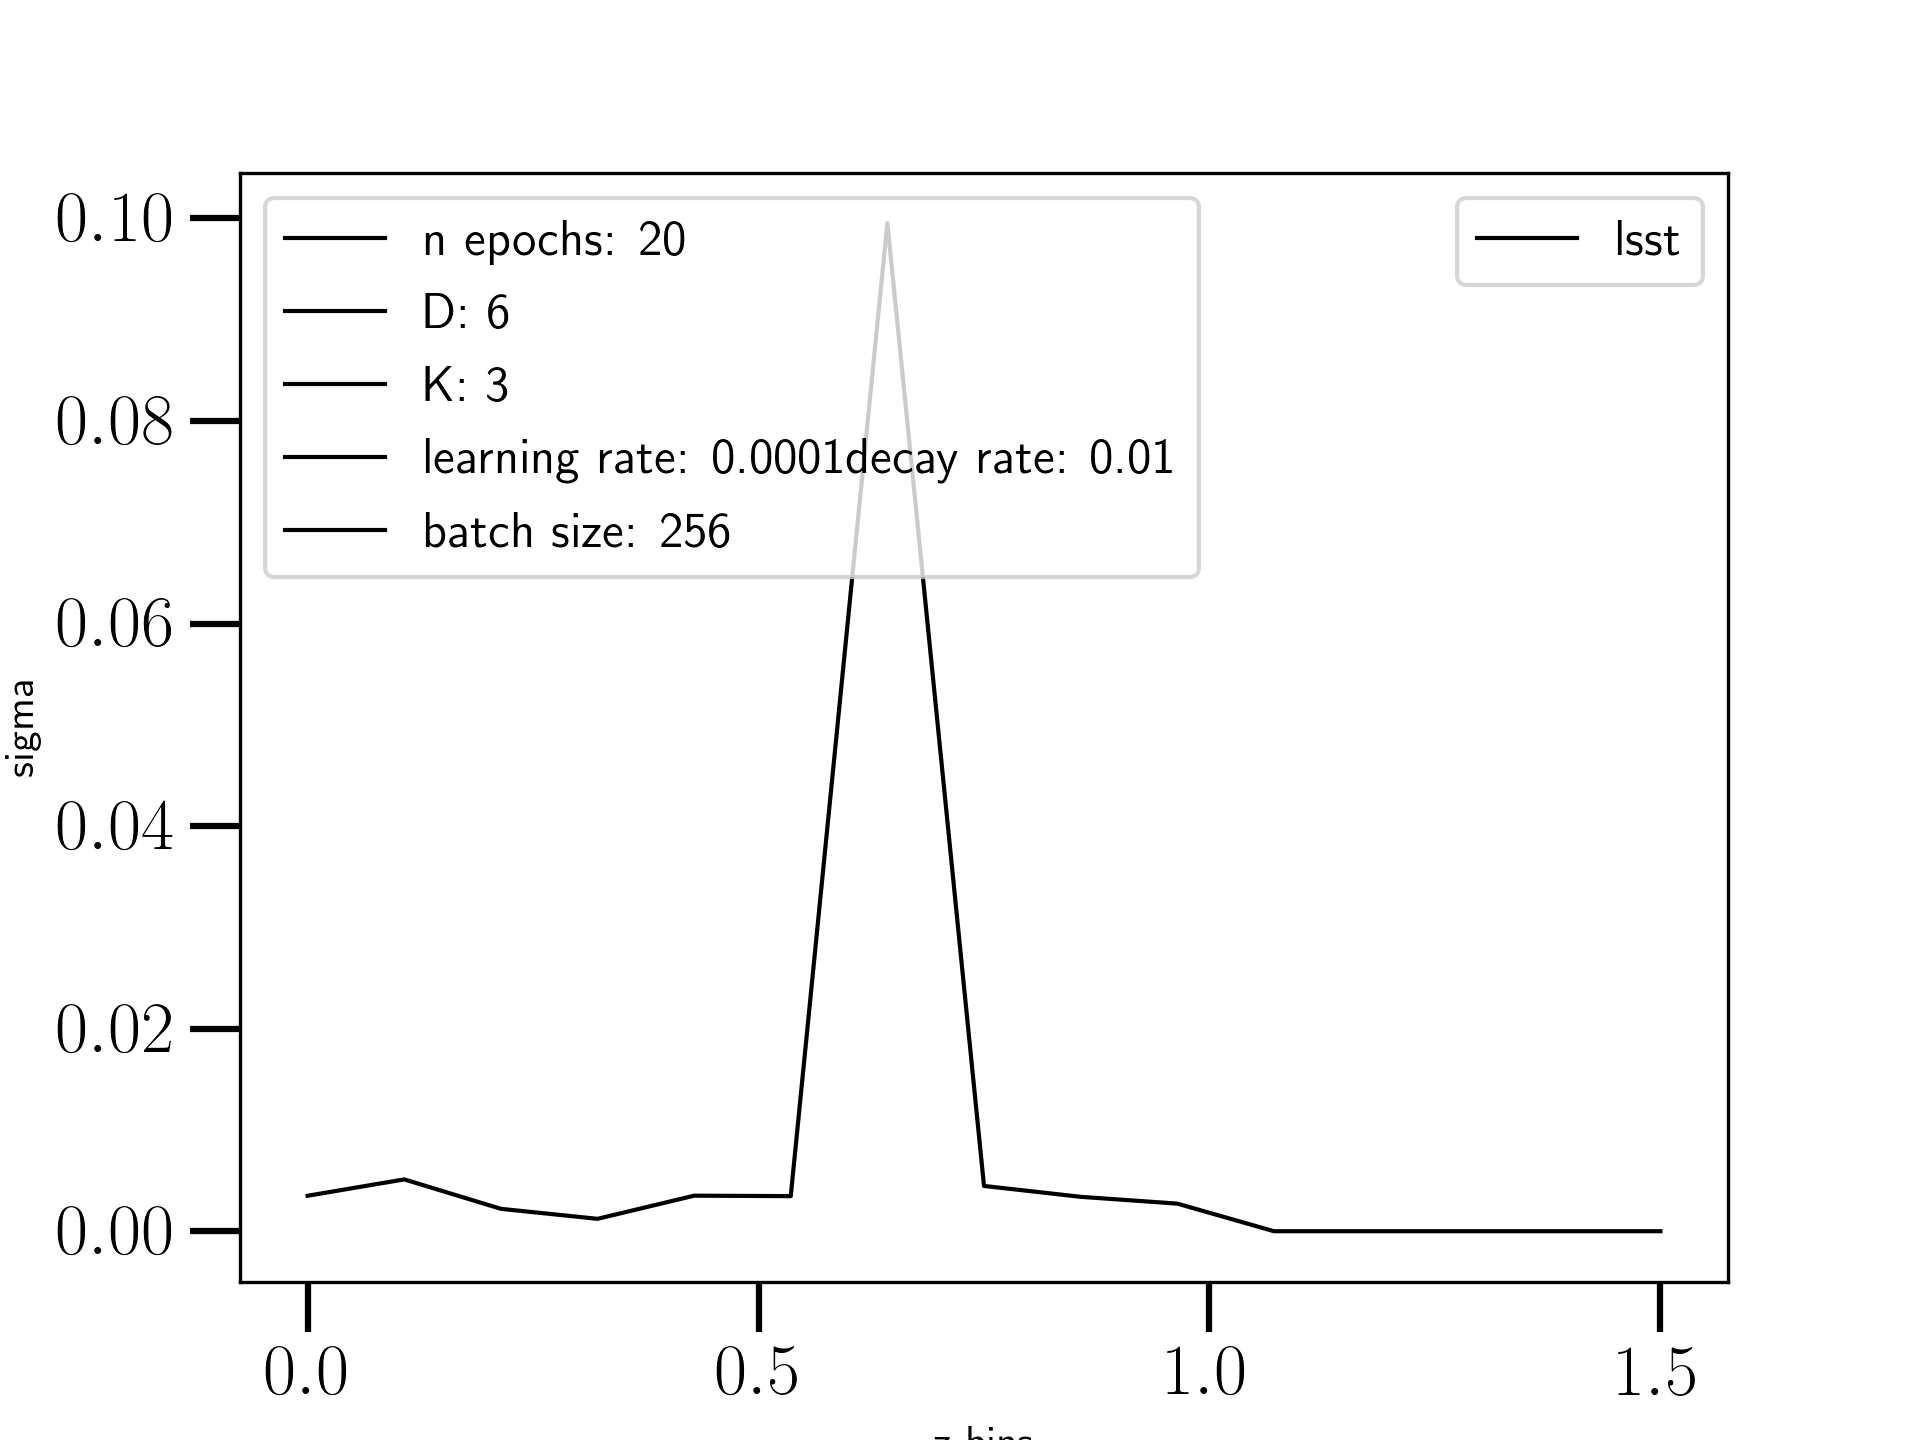 n epochs: 20
D: 6
K: 3
learning rate: 0.0001decay rate: 0.01
batch size: 256
lsst
0.10
0.08
0.06
0.04
0.02
0.00
sigma
0.0 0.5 1.0 1.5
z bins